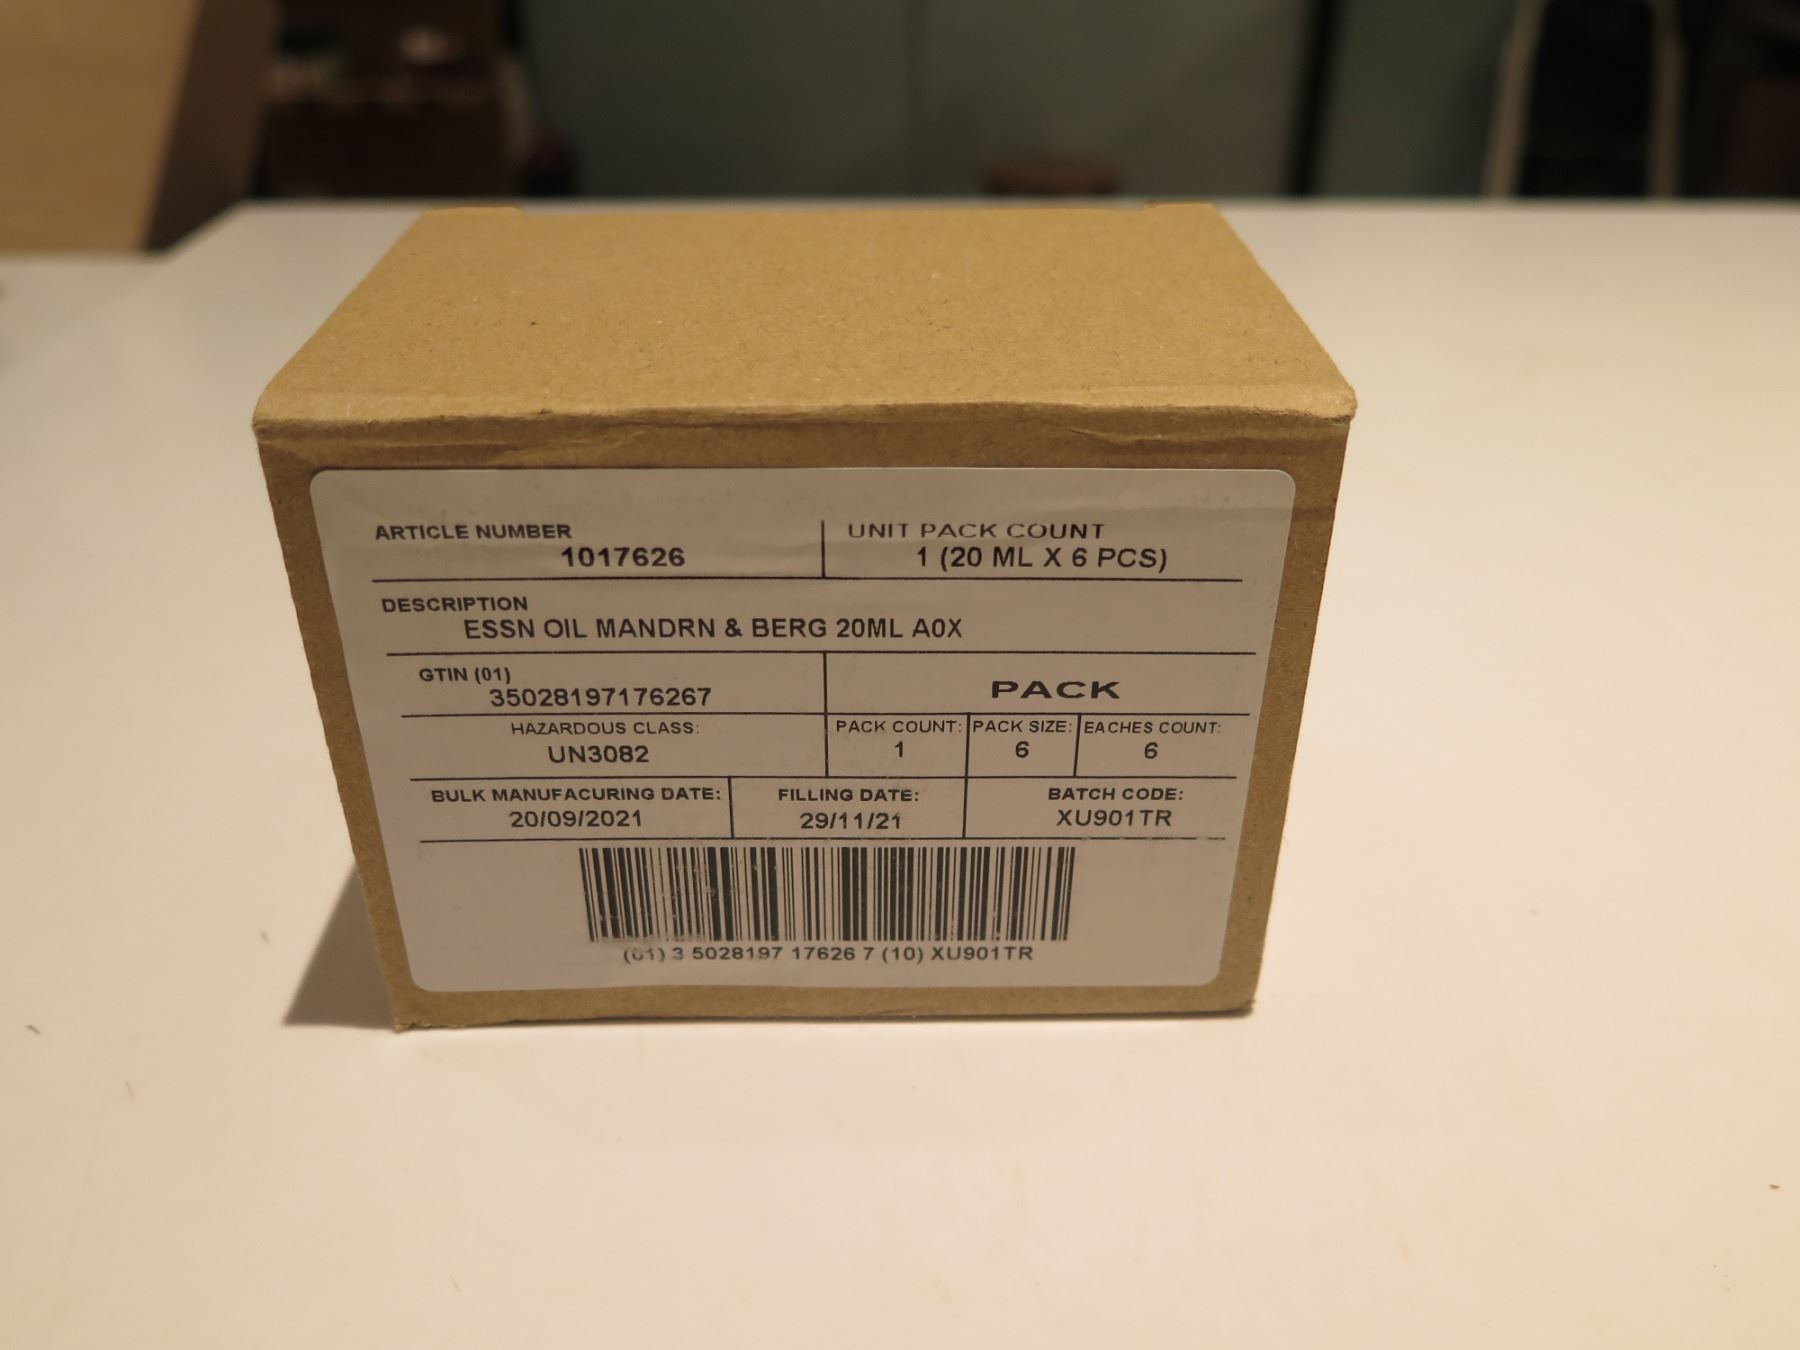 ARTICLE NUMBER
1017626
UNIT PACK COUNT
1 (20 ML X 6 PCS)
DESCRIPTION
ESSN OIL MANDRN & BERG 20ML A0X
GTIN (01)
35028197176267
PACK
HAZARDOUS CLASS:
UN3082
PACK COUNT:
1
PACK SIZE:
6
EACHES COUNT:
6
BULK MANUFACURING DATE:
20/09/2021
FILLING DATE:
29/11/21
BATCH CODE:
XU901TR
(01) 3 5028197 17626 7 (10) XU901TR